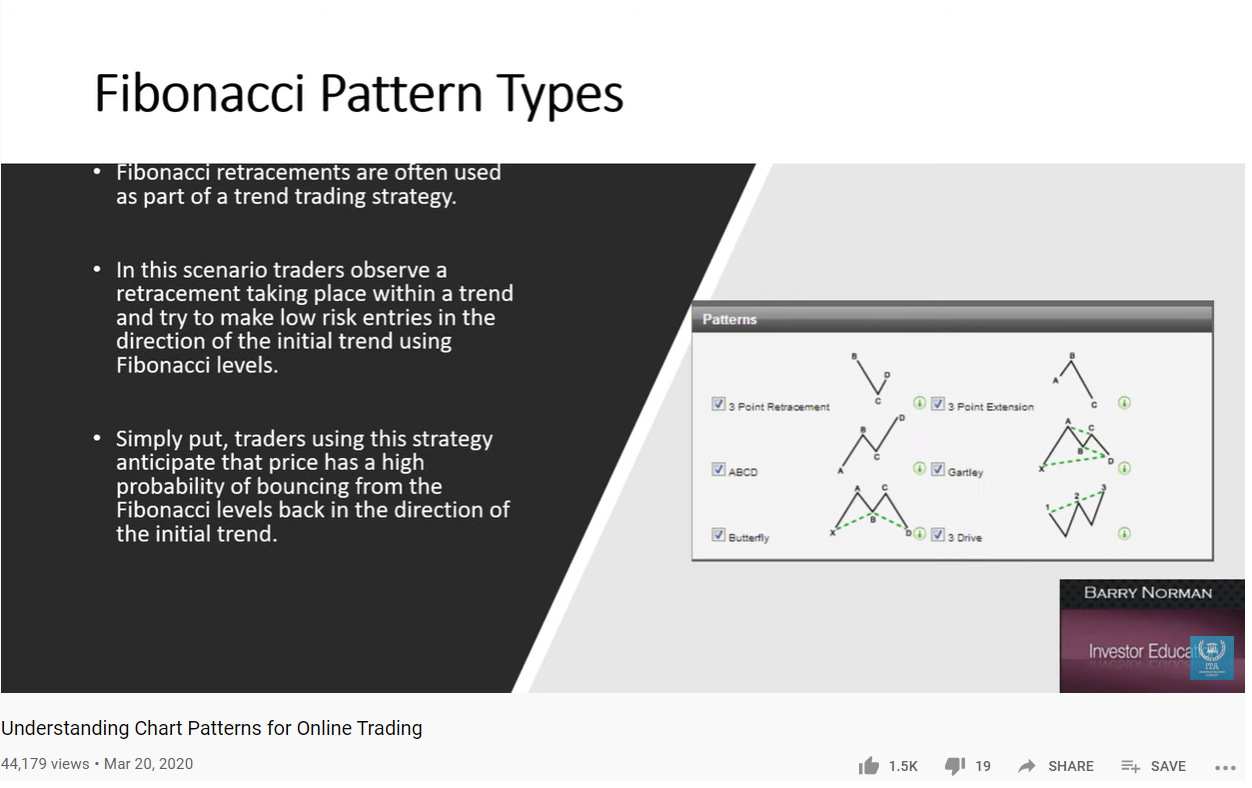 Fibonacci Pattern Types
• Fibonacci retracements are often used
as part of a trend trading strategy.
• In this scenario traders observe a
retracement taking place within a trend
and try to make low risk entries in the
direction of the initial trend using
Fibonacci levels.
• Simply put, traders using this strategy
anticipate that price has a high
probability of bouncing from the
Fibonacci levels back in the direction of
the initial trend.
Patterns
B
D
C
3 Point Retracement
B
A
C
3 Point Extension
D
B
C
A
ABCD
A
C
B
X
D
Gartley
A
C
B
X
D
Butterfly
3
2
1
3 Drive
BARRY NORMAN
Investor Educati
ITA
Understanding Chart Patterns for Online Trading
44,179 views • Mar 20, 2020
1.5K
19
SHARE
SAVE